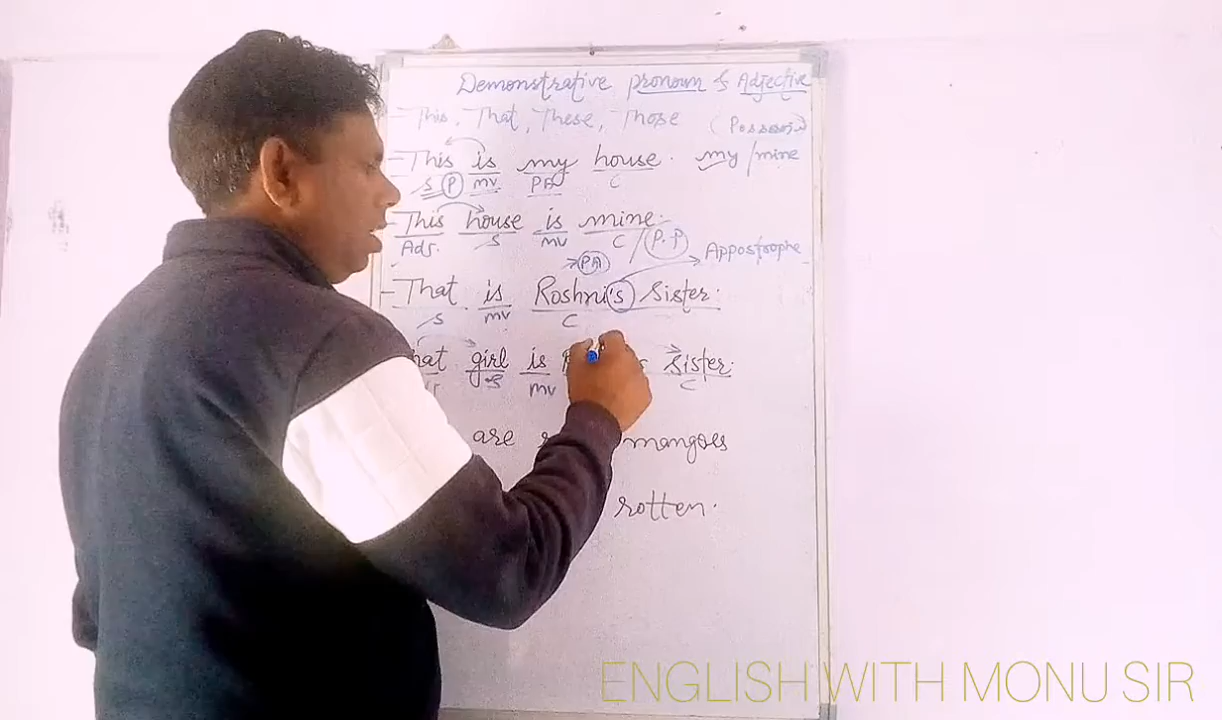 Demonstrative pronoun & Adjective
- This, That, These, Those (Possessive)
- This is my house. my/mine
S P mv PA C
- This house is mine.
Adj. S mv C / P.P Appostrophe
PA
- That is Roshni's Sister.
S mv C
girl is Sister.
S mv C
are mangoes
rotten.
ENGLISH WITH MONU SIR